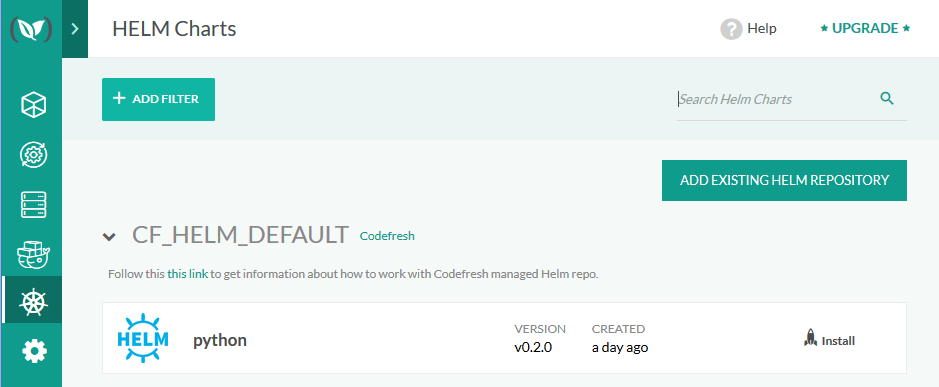 HELM Charts
? Help
★ UPGRADE ★
+ ADD FILTER
Search Helm Charts
ADD EXISTING HELM REPOSITORY
CF_HELM_DEFAULT Codefresh
Follow this this link to get information about how to work with Codefresh managed Helm repo.
HELM
python
VERSION
v0.2.0
CREATED
a day ago
Install